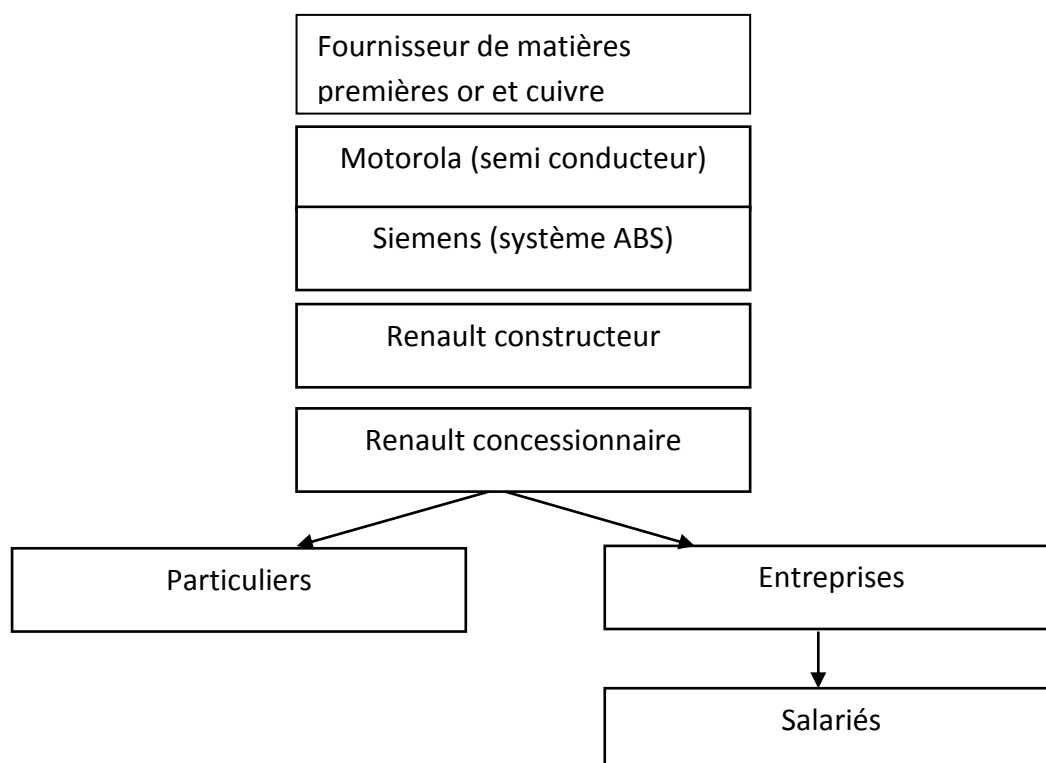 Fournisseur de matières
premières or et cuivre
Motorola (semi conducteur)
Siemens (système ABS)
Renault constructeur
Renault concessionnaire
Particuliers
Entreprises
Salariés